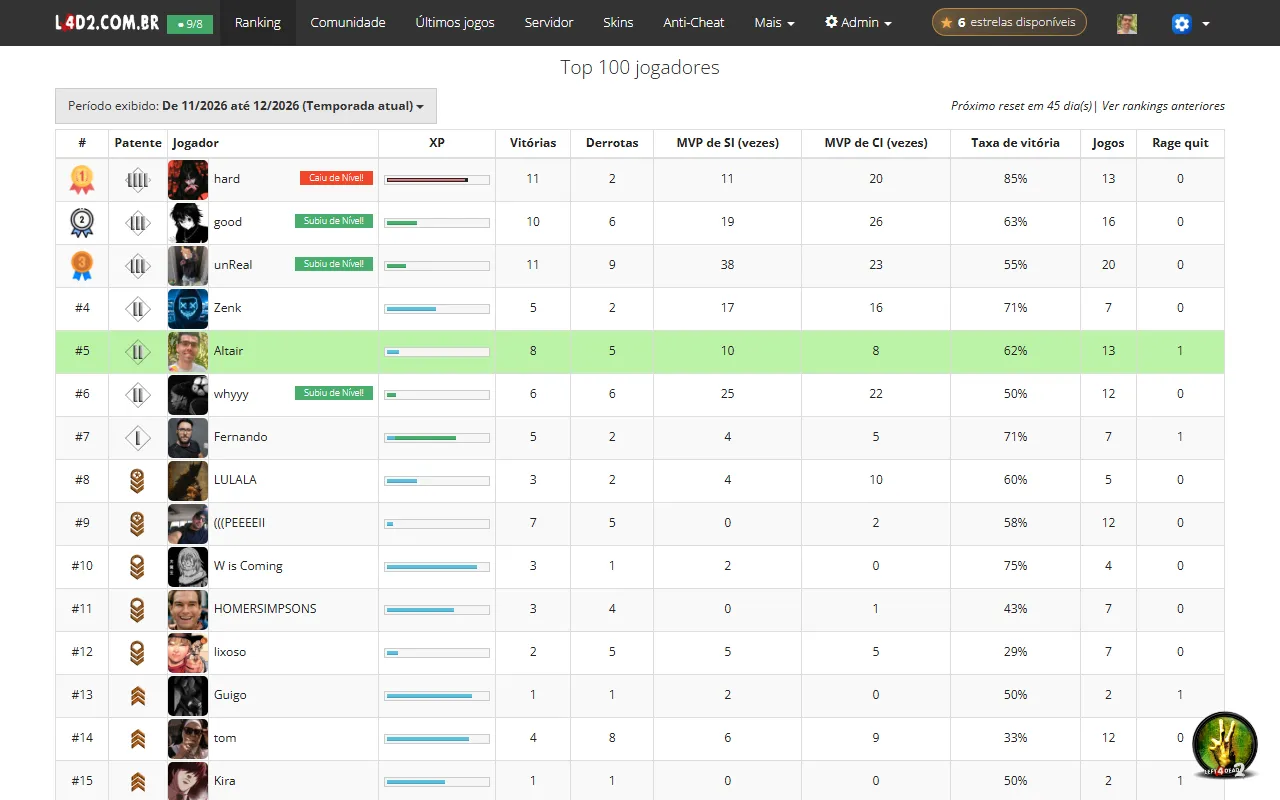 L4D2.COM.BR 9/8 Ranking Comunidade Últimos jogos Servidor Skins Anti-Cheat Mais Admin 6 estrelas disponíveis
Top 100 jogadores
Período exibido: De 11/2026 até 12/2026 (Temporada atual) Próximo reset em 45 dia(s)| Ver rankings anteriores
# Patente Jogador XP Vitórias Derrotas MVP de SI (vezes) MVP de CI (vezes) Taxa de vitória Jogos Rage quit
1 hard Caiu de Nível! 11 2 11 20 85% 13 0
2 good Subiu de Nível! 10 6 19 26 63% 16 0
3 unReal Subiu de Nível! 11 9 38 23 55% 20 0
#4 Zenk 5 2 17 16 71% 7 0
#5 Altair 8 5 10 8 62% 13 1
#6 whyyy Subiu de Nível! 6 6 25 22 50% 12 0
#7 Fernando 5 2 4 5 71% 7 1
#8 LULALA 3 2 4 10 60% 5 0
#9 (((PEEEEII 7 5 0 2 58% 12 0
#10 W is Coming 3 1 2 0 75% 4 0
#11 HOMERSIMPSONS 3 4 0 1 43% 7 0
#12 lixoso 2 5 5 5 29% 7 0
#13 Guigo 1 1 2 0 50% 2 1
#14 tom 4 8 6 9 33% 12 0
#15 Kira 1 1 0 0 50% 2 1
LEFT 4 DEAD 2